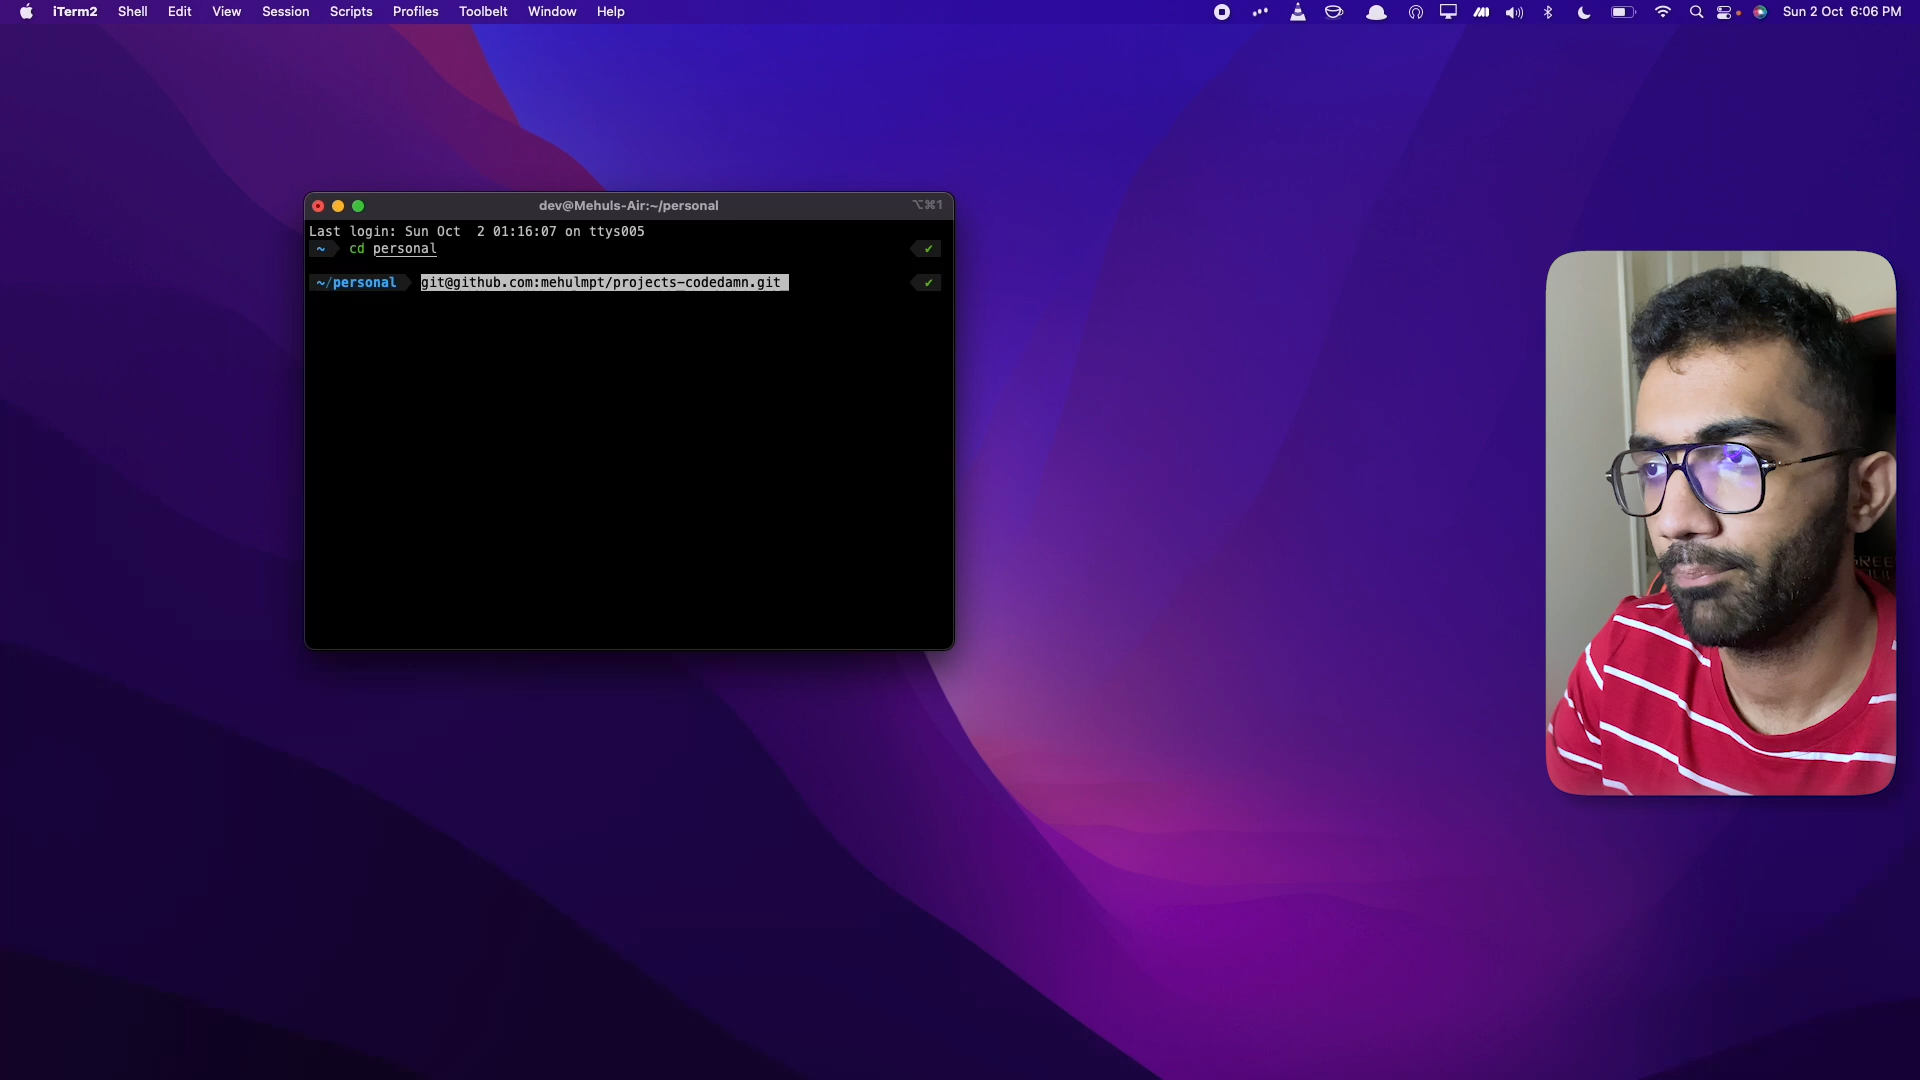 iTerm2 Shell Edit View Session Scripts Profiles Toolbelt Window Help Sun 2 Oct 6:06 PM
dev@Mehuls-Air:~/personal ⌥⌘1
Last login: Sun Oct  2 01:16:07 on ttys005
~ cd personal ✔
~/personal git@github.com:mehulmpt/projects-codedamn.git ✔